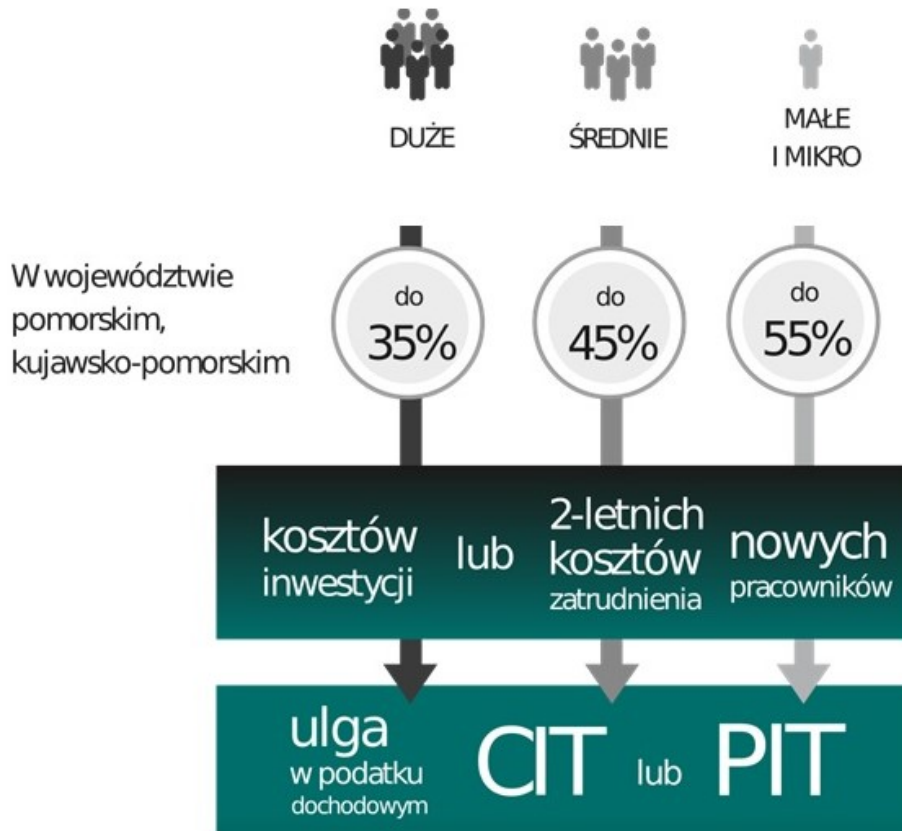 DUŻE
ŚREDNIE
MAŁE
I MIKRO
W województwie
pomorskim,
kujawsko-pomorskim
do
35%
do
45%
do
55%
kosztów
inwestycji
lub
2-letnich
kosztów
zatrudnienia
nowych
pracowników
ulga
w podatku
dochodowym
CIT
lub
PIT